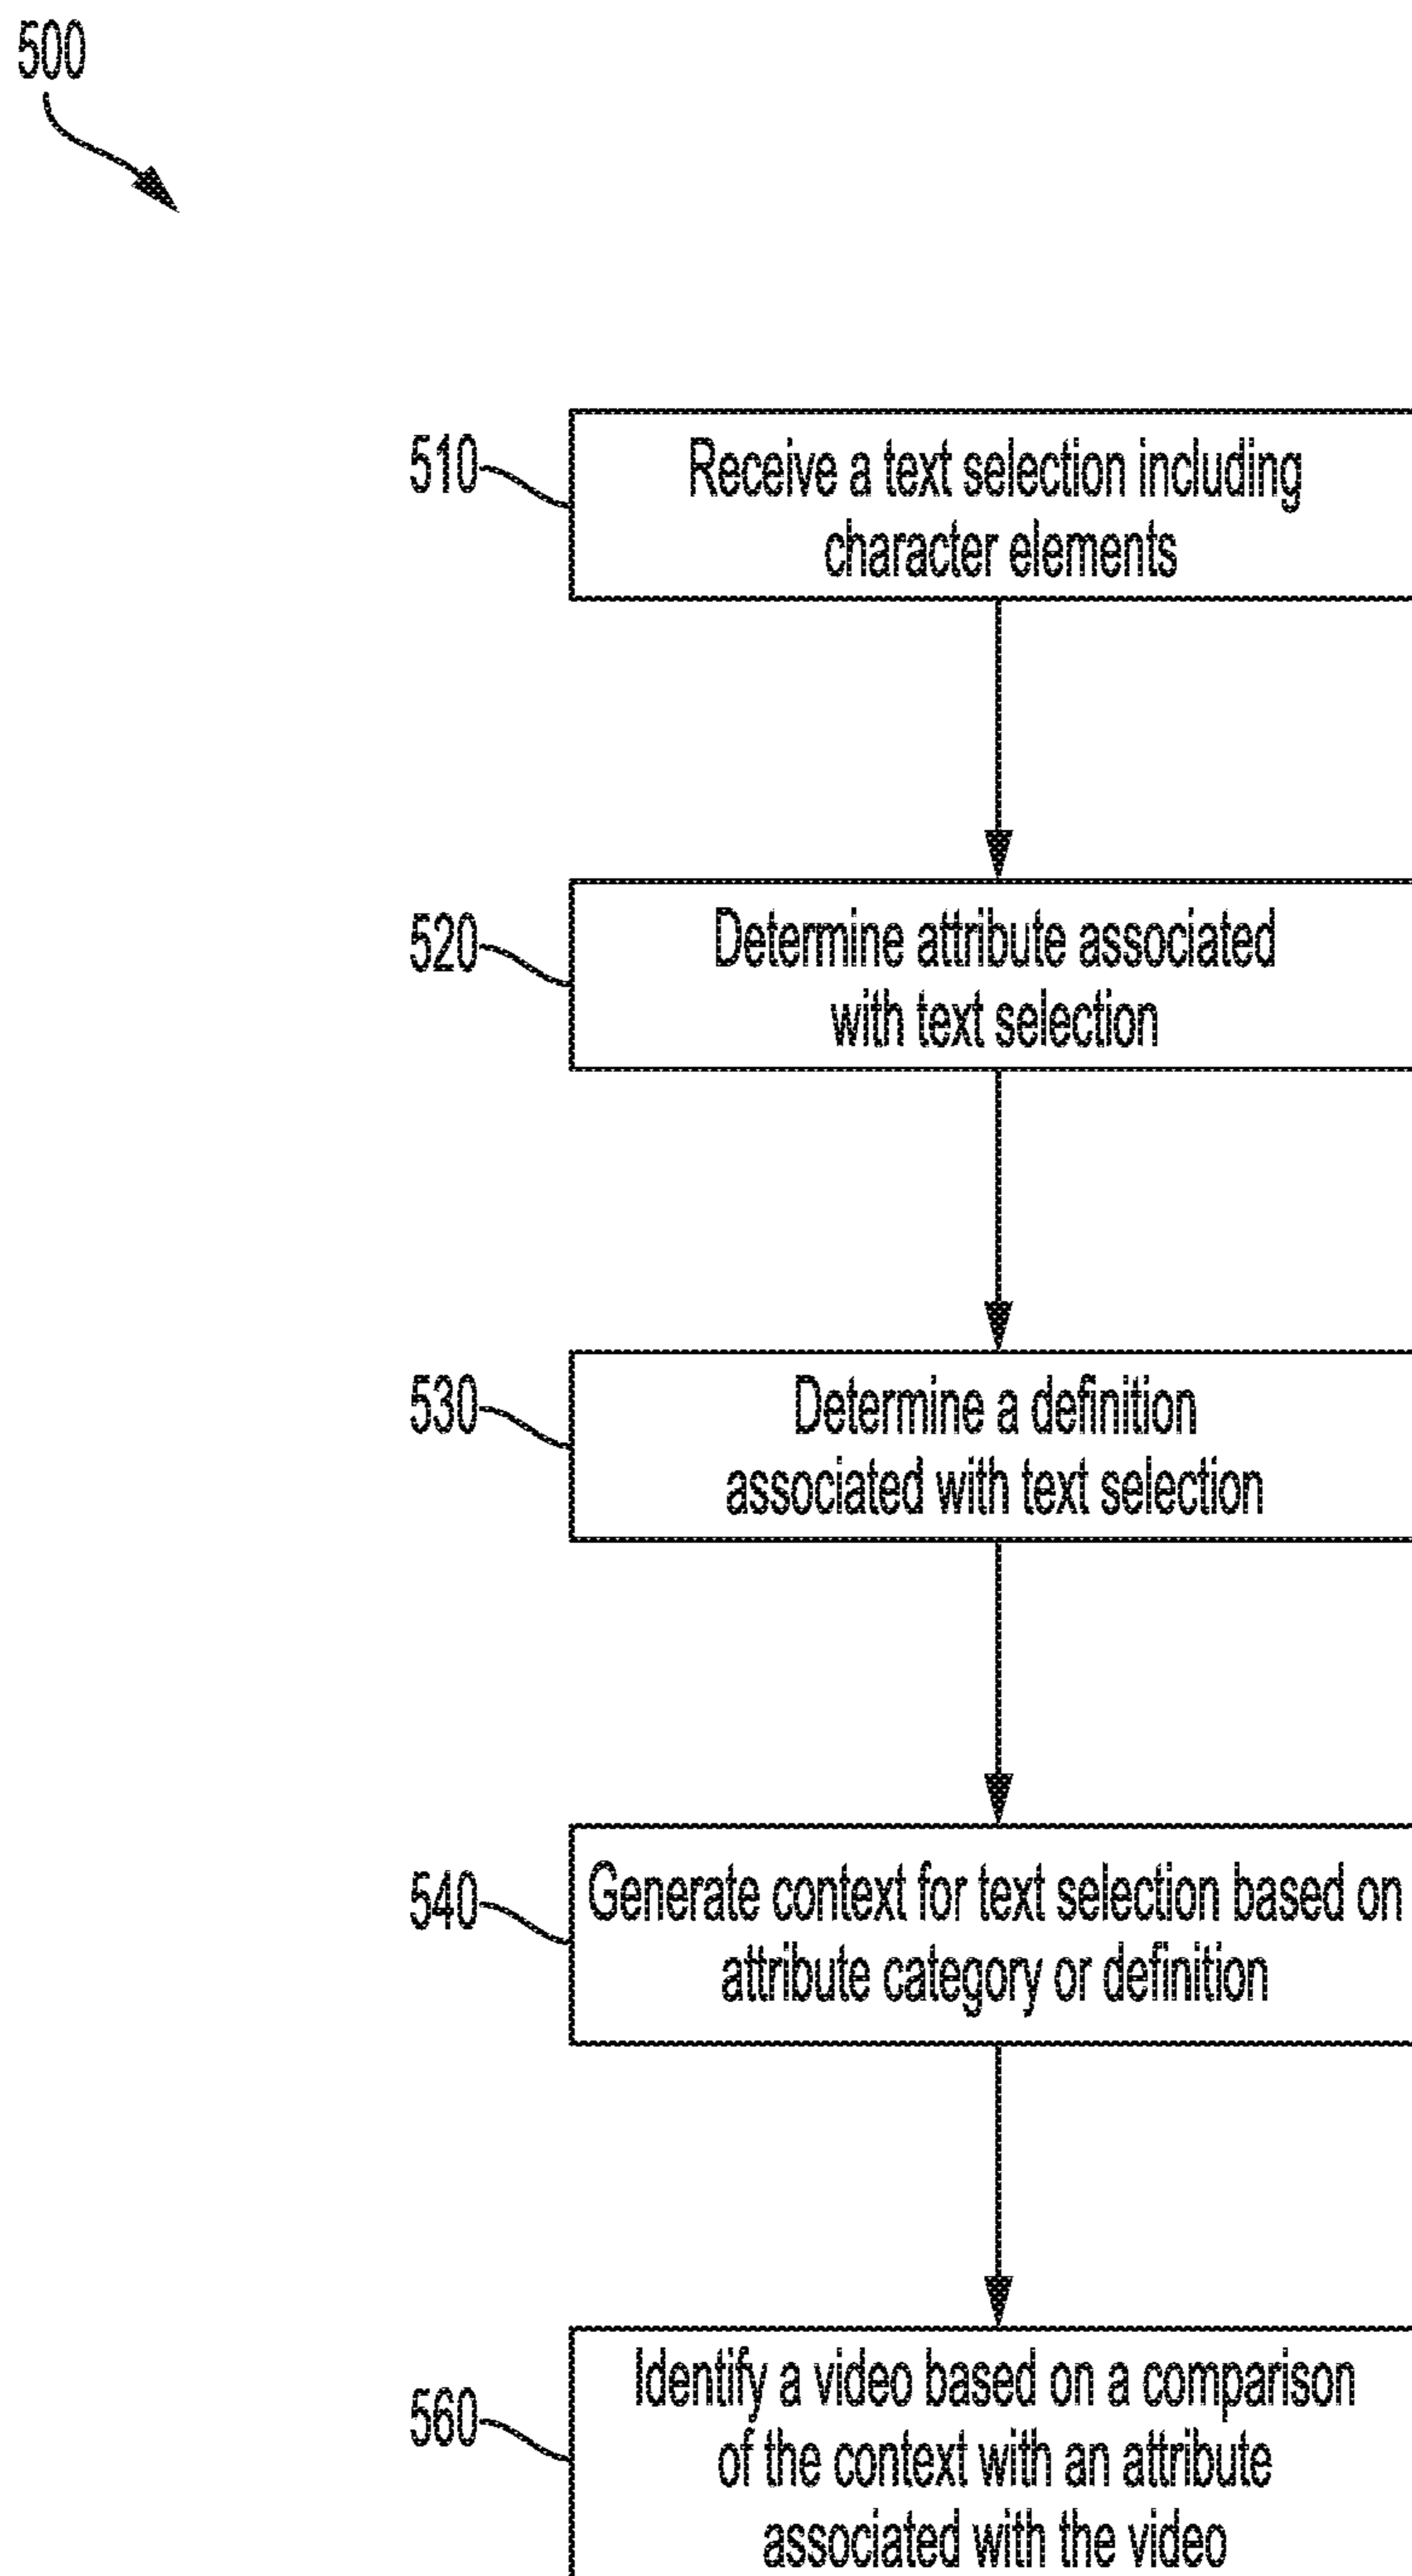 500
510
Receive a text selection including
character elements
520
Determine attribute associated
with text selection
530
Determine a definition
associated with text selection
540
Generate context for text selection based on
attribute category or definition
560
Identify a video based on a comparison
of the context with an attribute
associated with the video